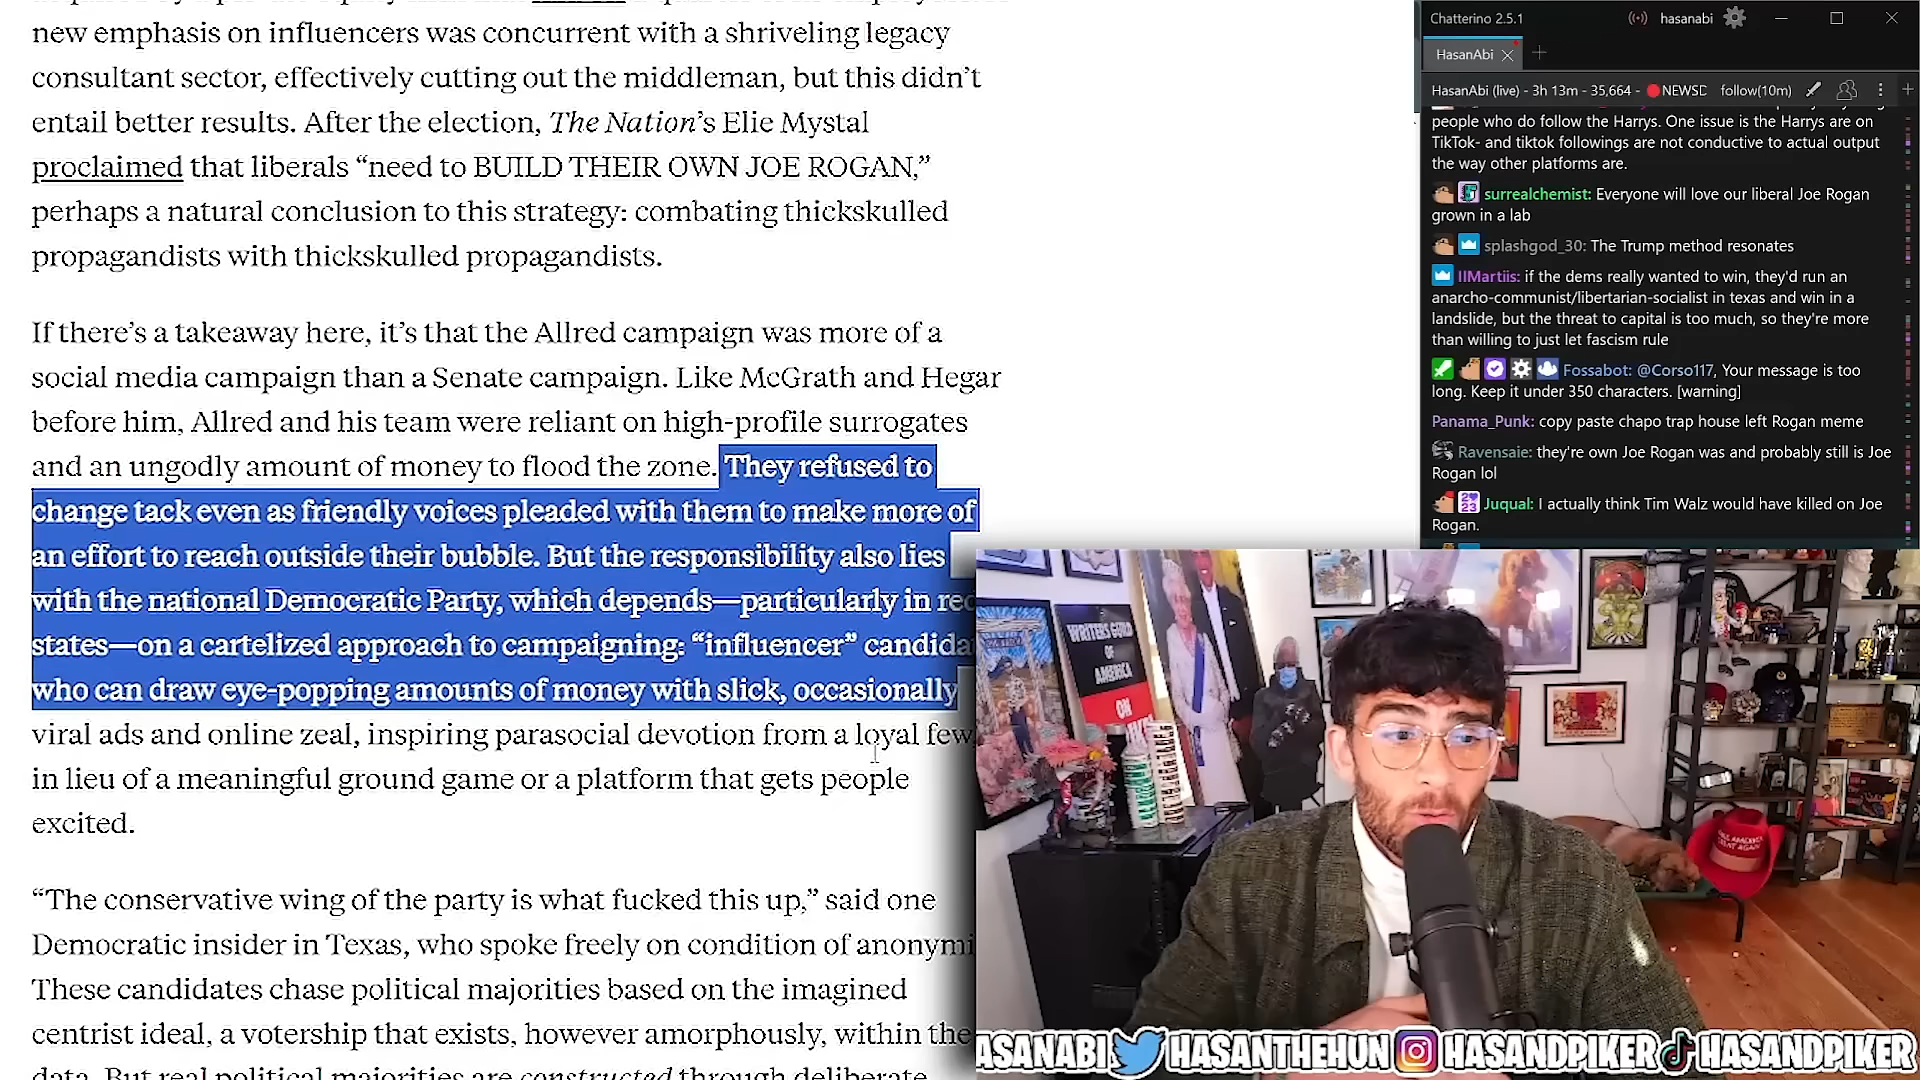 new emphasis on influencers was concurrent with a shriveling legacy
consultant sector, effectively cutting out the middleman, but this didn’t
entail better results. After the election, The Nation’s Elie Mystal
proclaimed that liberals “need to BUILD THEIR OWN JOE ROGAN,”
perhaps a natural conclusion to this strategy: combating thickskulled
propagandists with thickskulled propagandists.
If there’s a takeaway here, it’s that the Allred campaign was more of a
social media campaign than a Senate campaign. Like McGrath and Hegar
before him, Allred and his team were reliant on high-profile surrogates
and an ungodly amount of money to flood the zone. They refused to
change tack even as friendly voices pleaded with them to make more of
an effort to reach outside their bubble. But the responsibility also lies
with the national Democratic Party, which depends—particularly in
states—on a cartelized approach to campaigning: “influencer”
who can draw eye-popping amounts of money with slick, occasionally
viral ads and online zeal, inspiring parasocial devotion from a loyal few
in lieu of a meaningful ground game or a platform that gets people
excited.
“The conservative wing of the party is what fucked this up,” said one
Democratic insider in Texas, who spoke freely on condition of
These candidates chase political majorities based on the imagined
centrist ideal, a votership that exists, however amorphously, within the
data. But real political majorities are constructed through deliberate
Chatterino 2.5.1
hasanabi
HasanAbi
HasanAbi (live) - 3h 13m - 35,664 - NEWSD follow(10m)
people who do follow the Harrys. One issue is the Harrys are on
TikTok- and tiktok followings are not conductive to actual output
the way other platforms are.
surrealchemist: Everyone will love our liberal Joe Rogan
grown in a lab
splashgod_30: The Trump method resonates
IlMartiis: if the dems really wanted to win, they'd run an
anarcho-communist/libertarian-socialist in texas and win in a
landslide, but the threat to capital is too much, so they're more
than willing to just let fascism rule
Fossabot: @Corso117, Your message is too
long. Keep it under 350 characters. [warning]
Panama_Punk: copy paste chapo trap house left Rogan meme
Ravensaie: they're own Joe Rogan was and probably still is Joe
Rogan lol
2023
Juqual: I actually think Tim Walz would have killed on Joe
Rogan.
WRITERS GUILD
OF
AMERICA
ON
ASANABI HASANTHEHUN HASANDPIKER HASANDPIKER